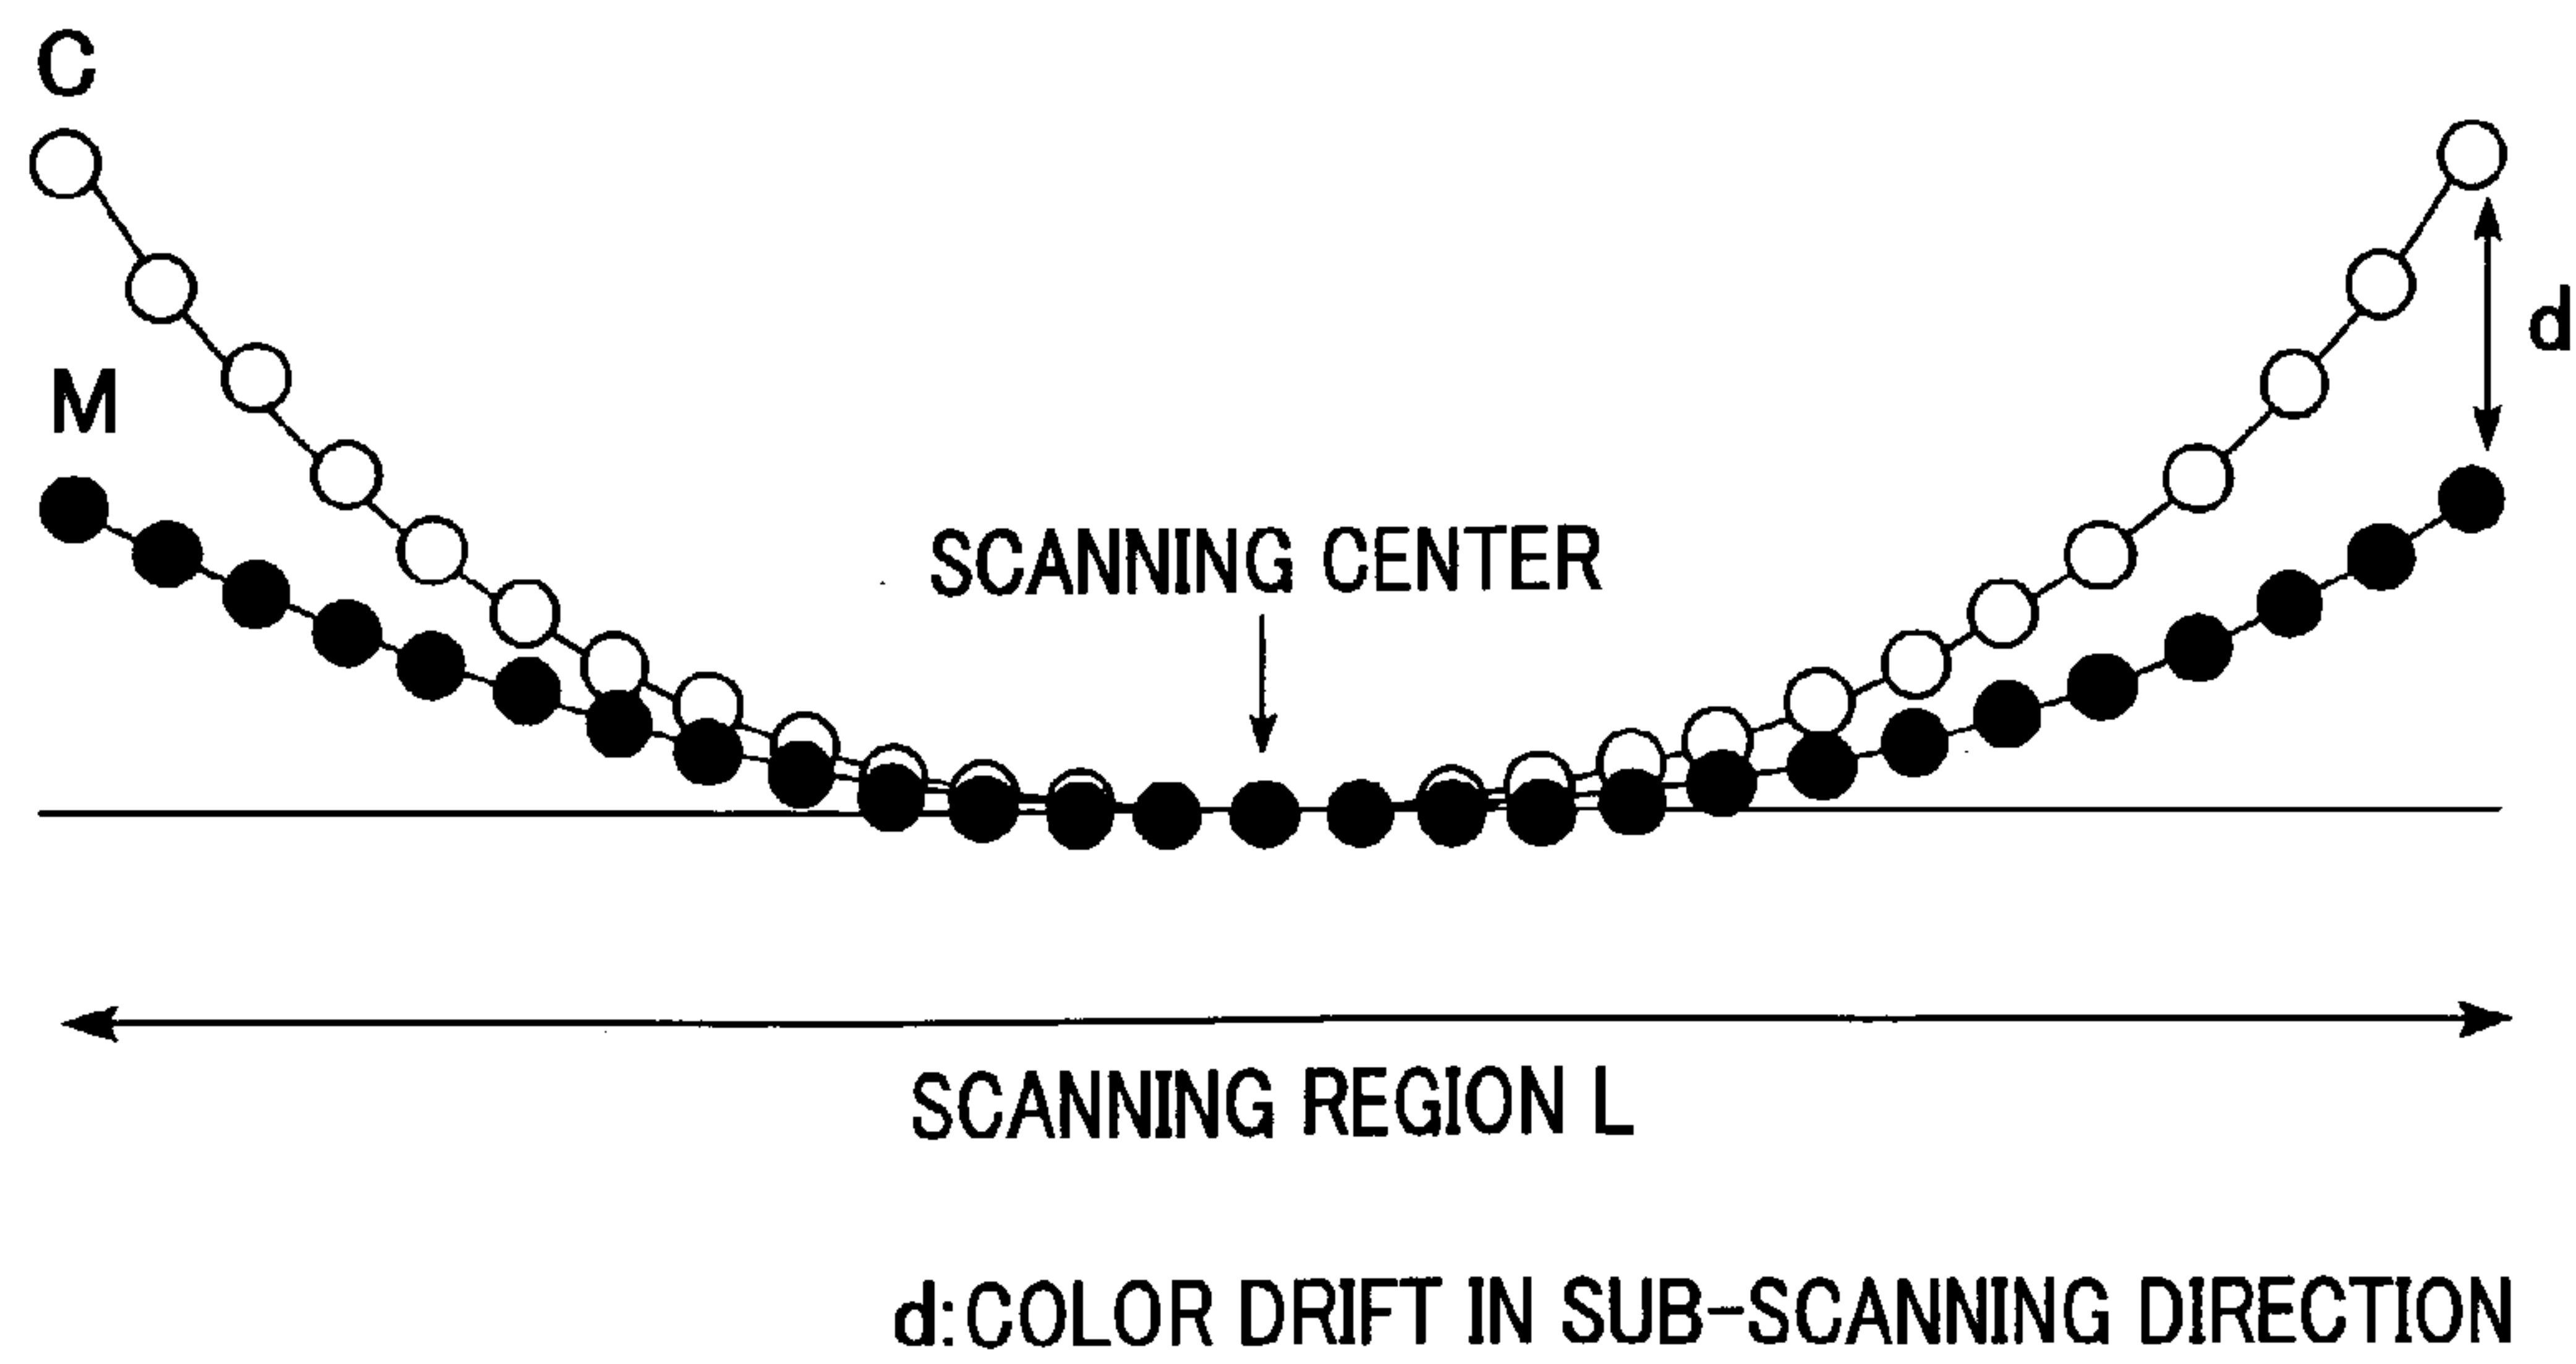 C
M
d
SCANNING CENTER
SCANNING REGION L
d:COLOR DRIFT IN SUB-SCANNING DIRECTION